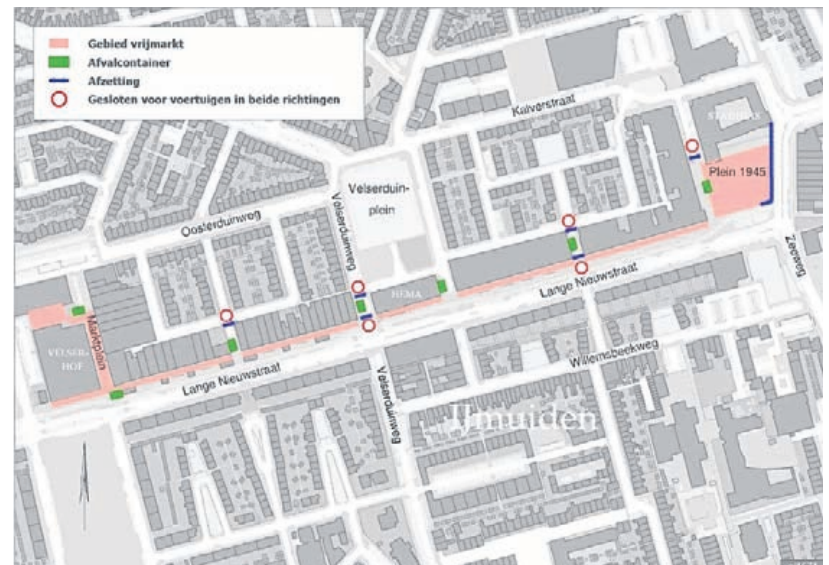 Gebied vrijmarkt
Afvalcontainer
Afzetting
Gesloten voor voertuigen in beide richtingen
Kalverstraat
STADHUIS
Plein 1945
Velserduin-
plein
Oosterduinweg
Velserduinweg
Zeeweg
HEMA
Lange Nieuwstraat
Marktplein
VELSER-
HOF
Lange Nieuwstraat
Willemsbeekweg
Velserduinweg
IJmuiden